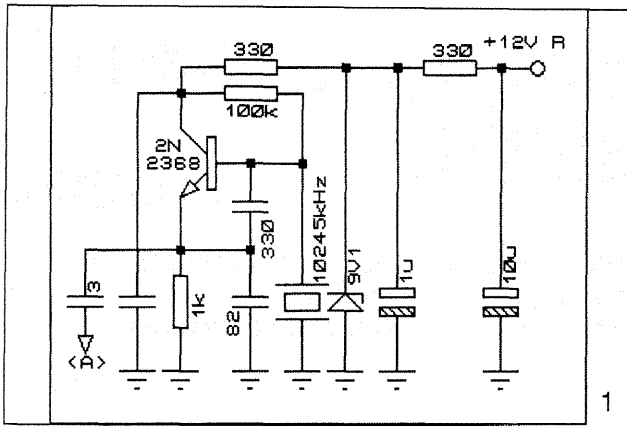 330
330
+12V R
100k
2N
2368
330
10245kHz
9V1
1u
10u
3
1k
82
<A>
1